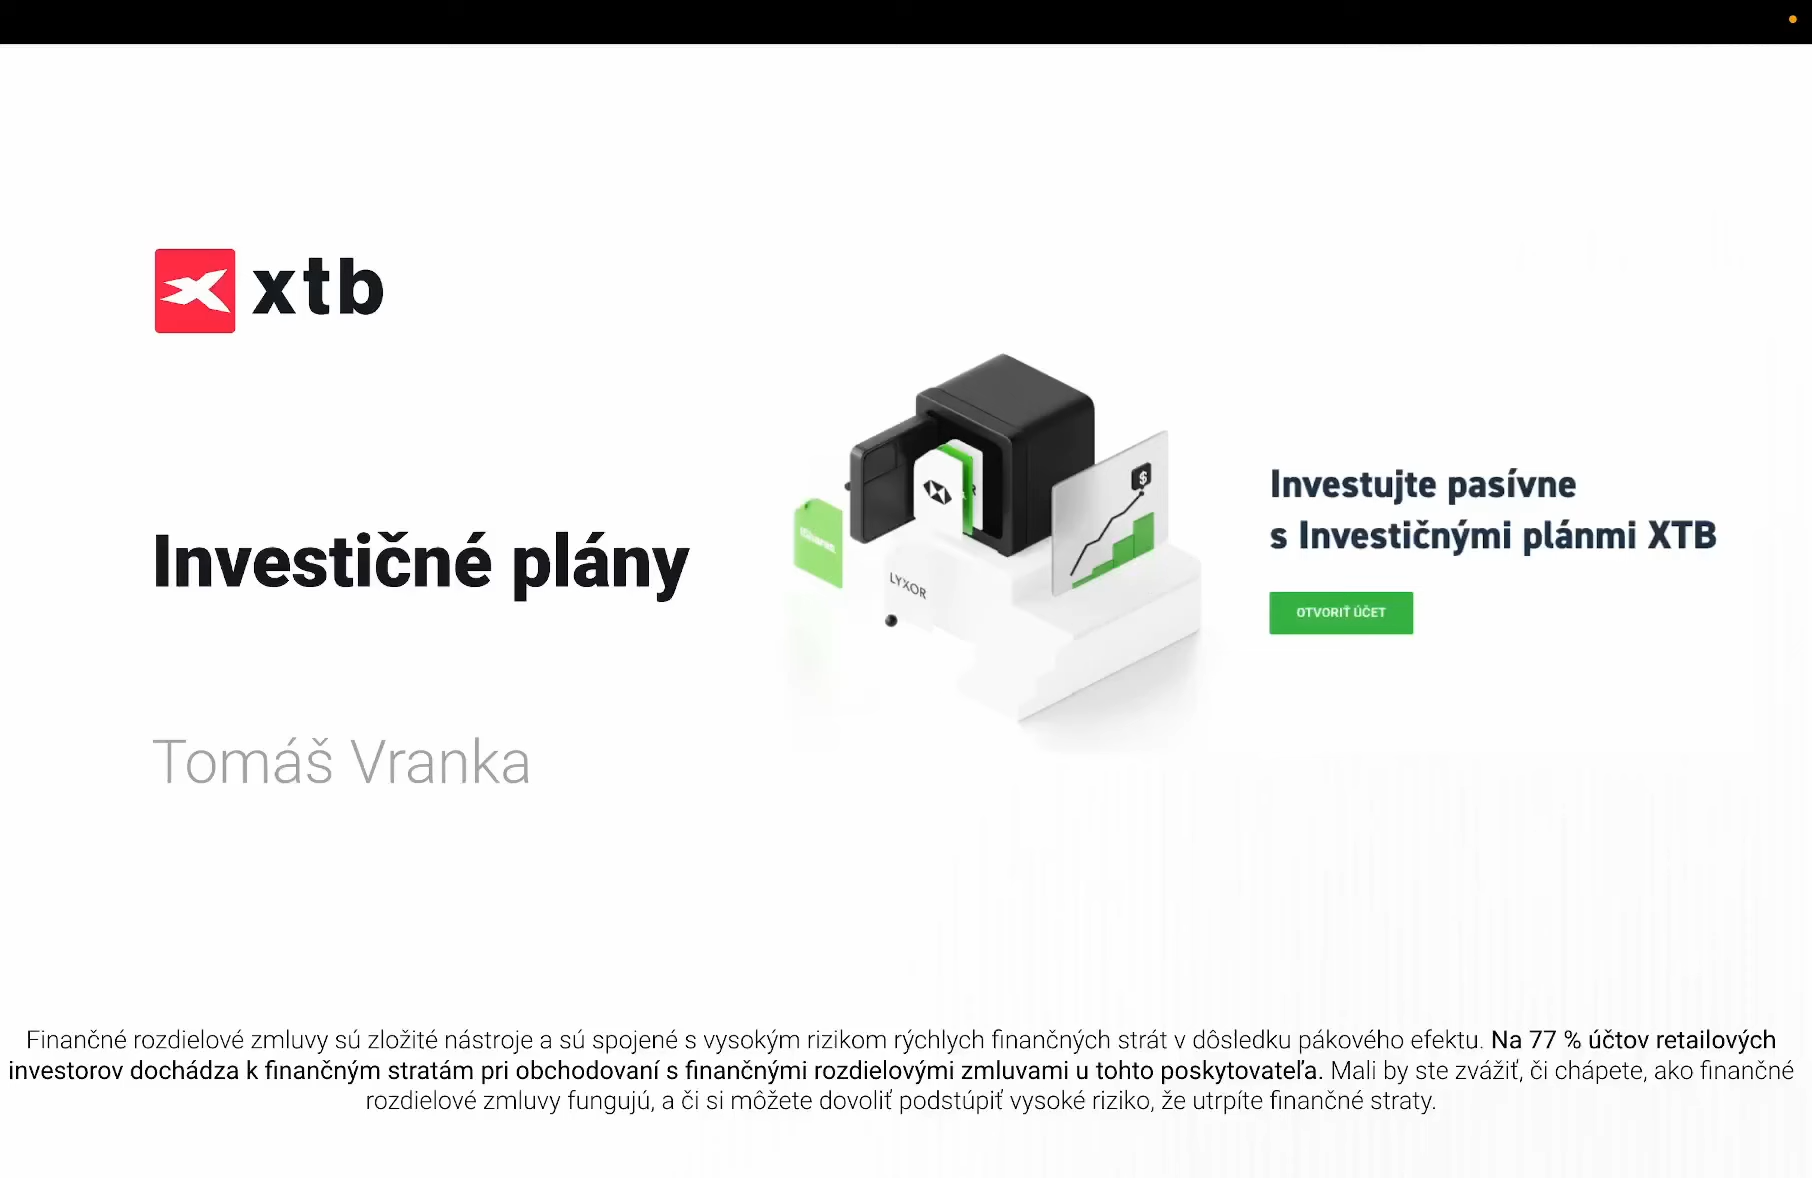 xtb
Investičné plány
Tomáš Vranka
LYXOR
Investujte pasívne
s Investičnými plánmi XTB
OTVORIŤ ÚČET
Finančné rozdielové zmluvy sú zložité nástroje a sú spojené s vysokým rizikom rýchlych finančných strát v dôsledku pákového efektu. Na 77 % účtov retailových
investorov dochádza k finančným stratám pri obchodovaní s finančnými rozdielovými zmluvami u tohto poskytovateľa. Mali by ste zvážiť, či chápete, ako finančné
rozdielové zmluvy fungujú, a či si môžete dovoliť podstúpiť vysoké riziko, že utrpíte finančné straty.